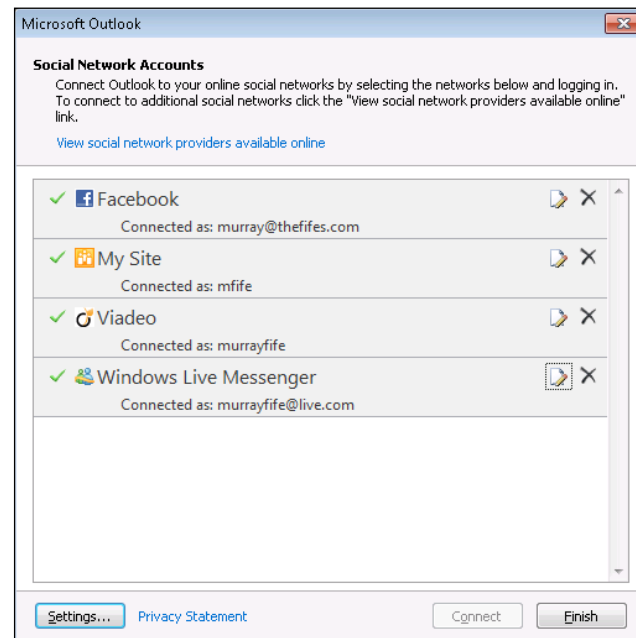 Microsoft Outlook
Social Network Accounts
Connect Outlook to your online social networks by selecting the networks below and logging in.
To connect to additional social networks click the "View social network providers available online"
link.
View social network providers available online
Facebook
Connected as: murray@thefifes.com
My Site
Connected as: mfife
Viadeo
Connected as: murrayfife
Windows Live Messenger
Connected as: murrayfife@live.com
Settings... Privacy Statement Connect Finish